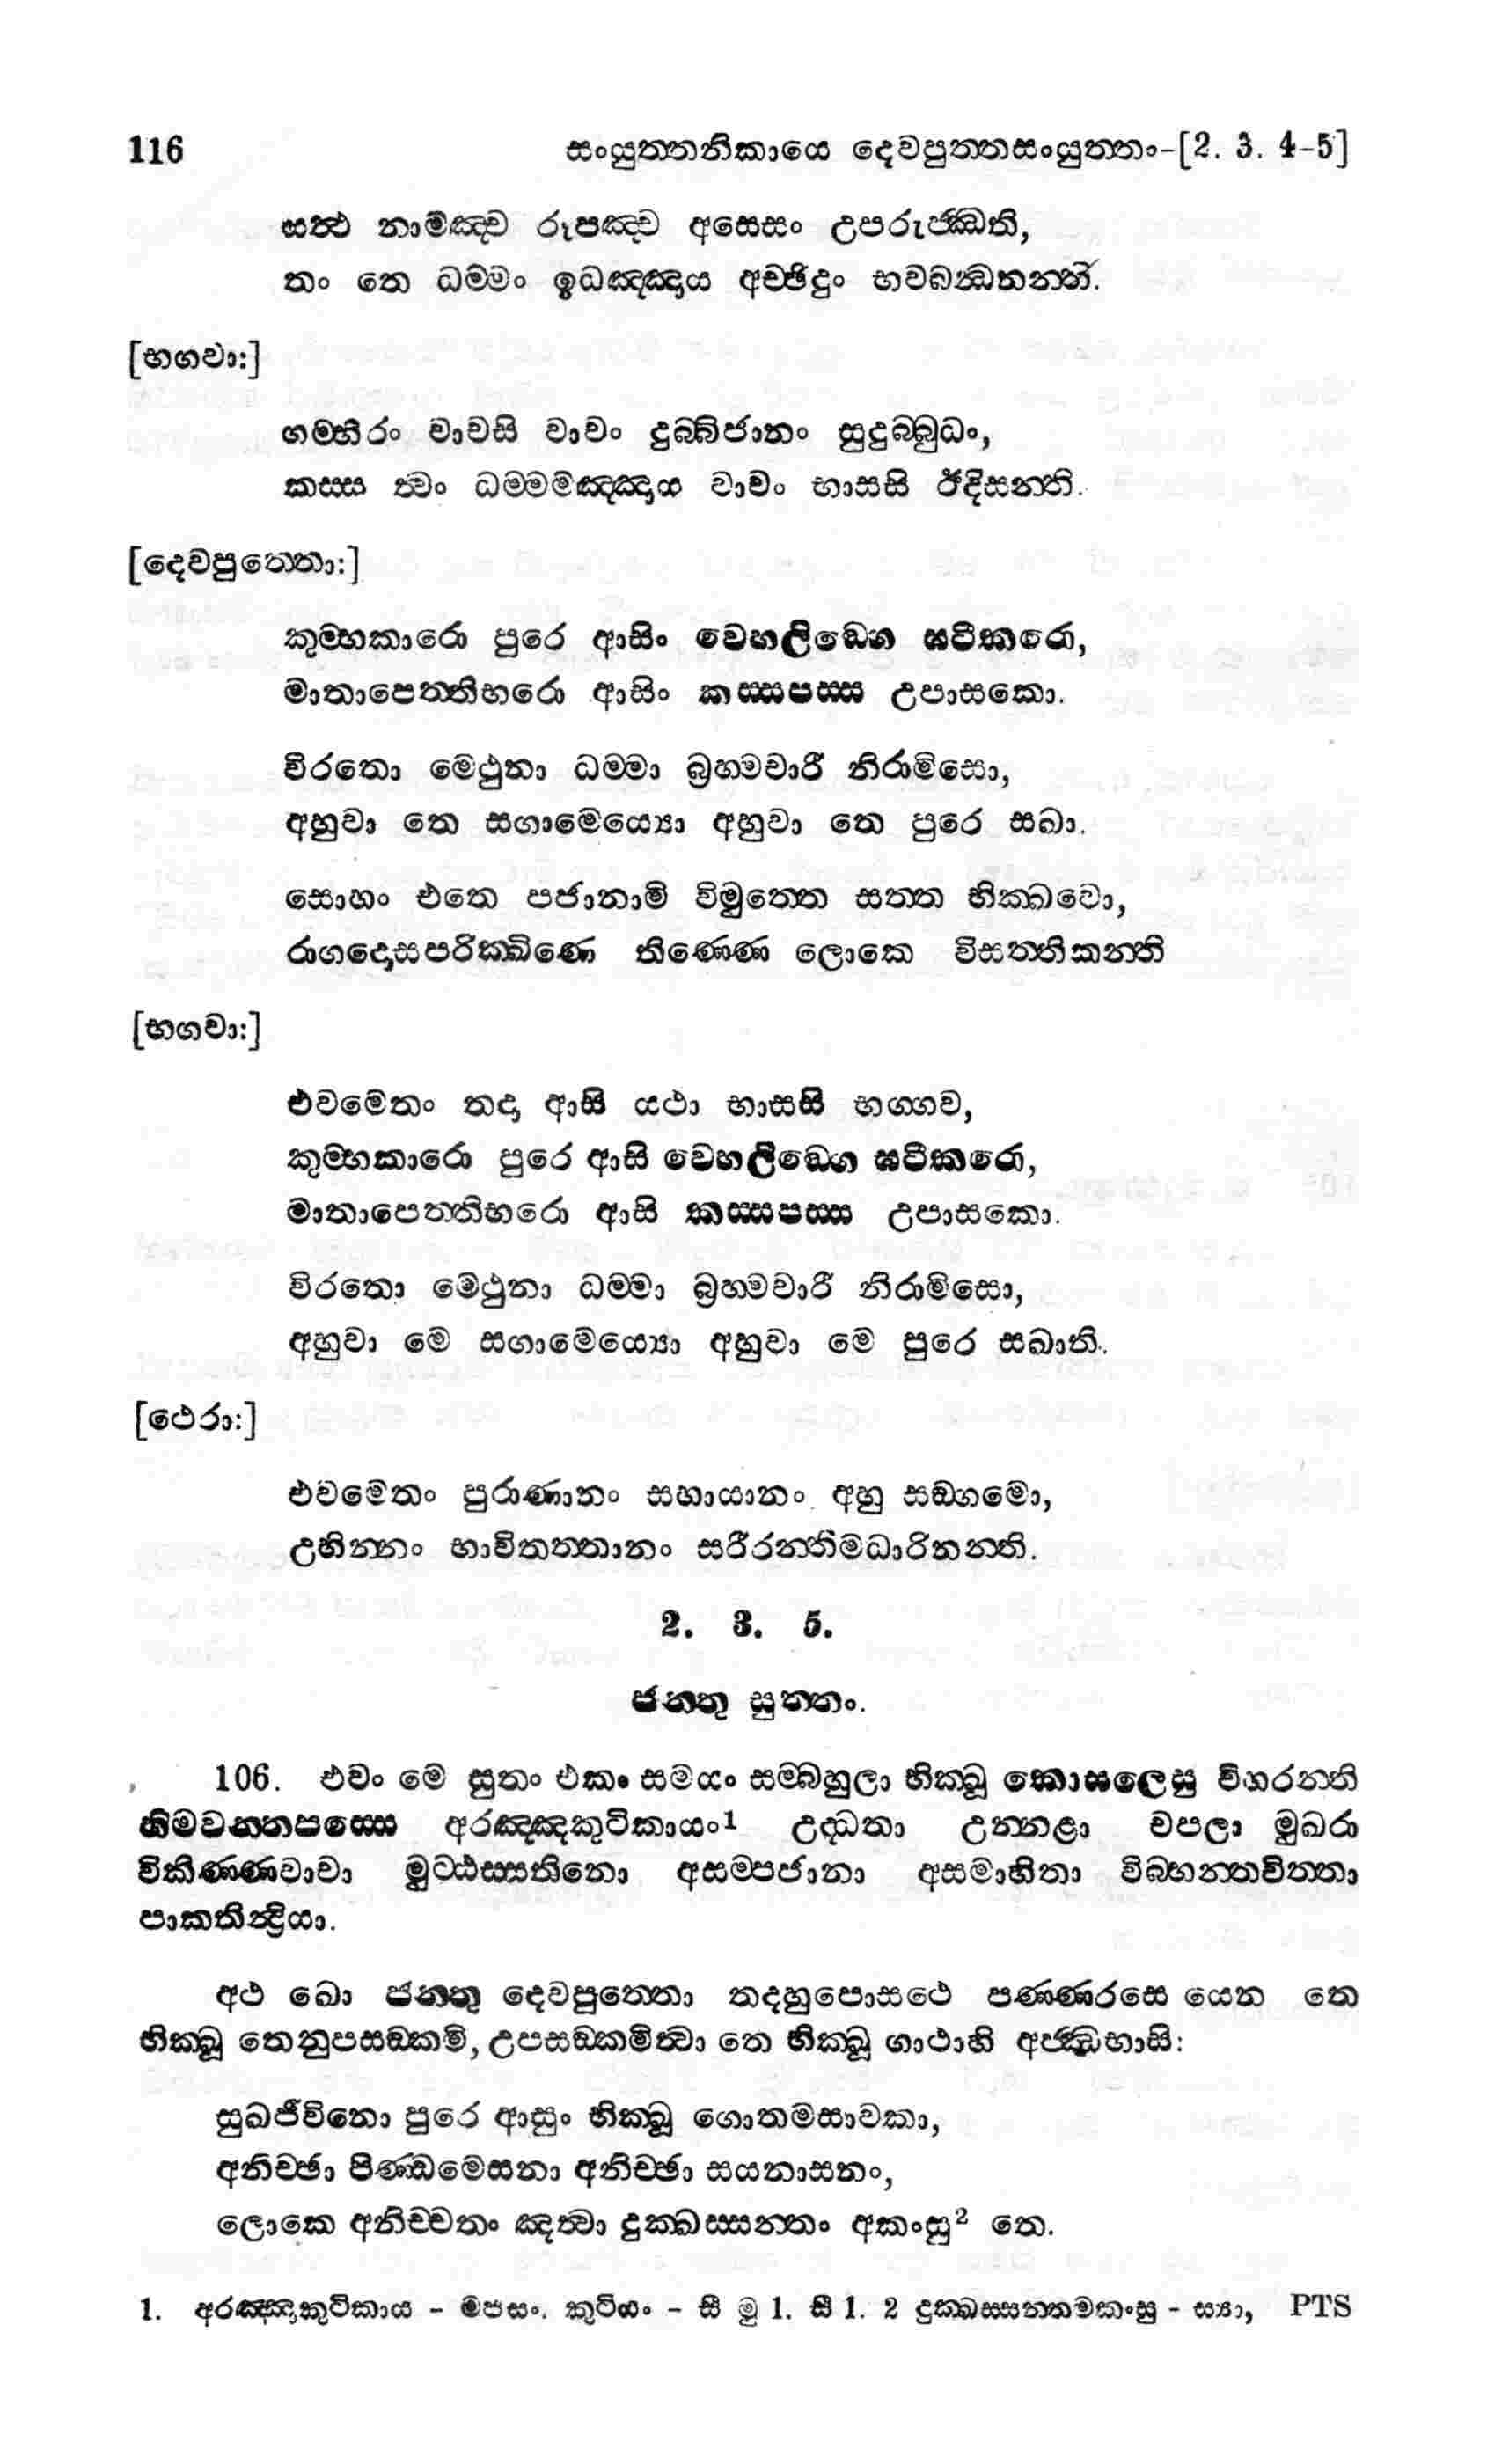 116 සංයුත්තනිකායෙ දෙවපුත්තසංයුත්තං-[2. 3. 4-5]
යත්ථ නාමඤ්ච රූපඤ්ච අසෙසං උපරුජ්ඣති,
තං තෙ ධම්මං ඉධඤ්ඤාය අච්ඡිදුං භවබන්ධනන්ති.
[භගවා:]
ගම්භීරං වාචසි වාචං දුබ්බිජානං සුදුබ්බුධං,
කස්ස ත්වං ධම්මමඤ්ඤාය වාචං භාසසි ඊදිසන්ති.
[දෙවපුත්තො:]
කුම්භකාරො පුරෙ ආසිං වෙහලිඞ්ගෙ ඝටීකරො,
මාතාපෙත්තිභරො ආසිං කස්සපස්ස උපාසකො.
විරතො මෙථුනා ධම්මා බ්‍රහ්මචාරී නිරාමිසො,
අහුවා තෙ සගාමෙය්‍යො අහුවා තෙ පුරෙ සඛා.
සොහං එතෙ පජානාමි විමුත්තෙ සත්ත භික්ඛවො,
රාගදොසපරික්ඛිණෙ තිණ්ණෙ ලොකෙ විසත්තිකන්ති
[භගවා:]
එවමෙතං තදා ආසි යථා භාසසි භග්ගව,
කුම්භකාරො පුරෙ ආසි වෙහලිඞ්ගෙ ඝටීකරො,
මාතාපෙත්තිභරො ආසි කස්සපස්ස උපාසකො.
විරතො මෙථුනා ධම්මා බ්‍රහ්මචාරී නිරාමිසො,
අහුවා මෙ සගාමෙය්‍යො අහුවා මෙ පුරෙ සඛාති.
[ථෙරා:]
එවමෙතං පුරාණානං සහායානං අහු සඞ්ගමො,
උභින්නං භාවිතත්තානං සරීරන්තිමධාරිනන්ති.
2. 3. 5.
ජන්තු සුත්තං.
106. එවං මෙ සුතං එකං සමයං සම්බහුලා භික්ඛූ කොසලෙසු විහරන්ති
හිමවන්තපස්සෙ අරඤ්ඤකුටිකායං¹ උද්ධතා උන්නළා චපලා මුඛරා
විකිණ්ණවාචා මුට්ඨස්සතිනො අසම්පජානා අසමාහිතා විබ්භන්තචිත්තා
පාකතින්ද්‍රියා.
අථ ඛො ජන්තු දෙවපුත්තො තදහුපොසථෙ පණ්ණරසෙ යෙන තෙ
භික්ඛූ තෙනුපසඞ්කමි, උපසඞ්කමිත්වා තෙ භික්ඛූ ගාථාහි අජ්ඣභාසි:
සුඛජීවිනො පුරෙ ආසුං භික්ඛූ ගොතමසාවකා,
අනිච්ඡා පිණ්ඩමෙසනා අනිච්ඡා සයනාසනං,
ලොකෙ අනිච්චතං ඤත්වා දුක්ඛස්සන්තං අකංසු² තෙ.
1. අරඤ්ඤකුටිකාය - මජසං. කුටියං - සී මු 1. සී 1. 2 දුක්ඛස්සන්තමකංසු - ස්‍යා, PTS